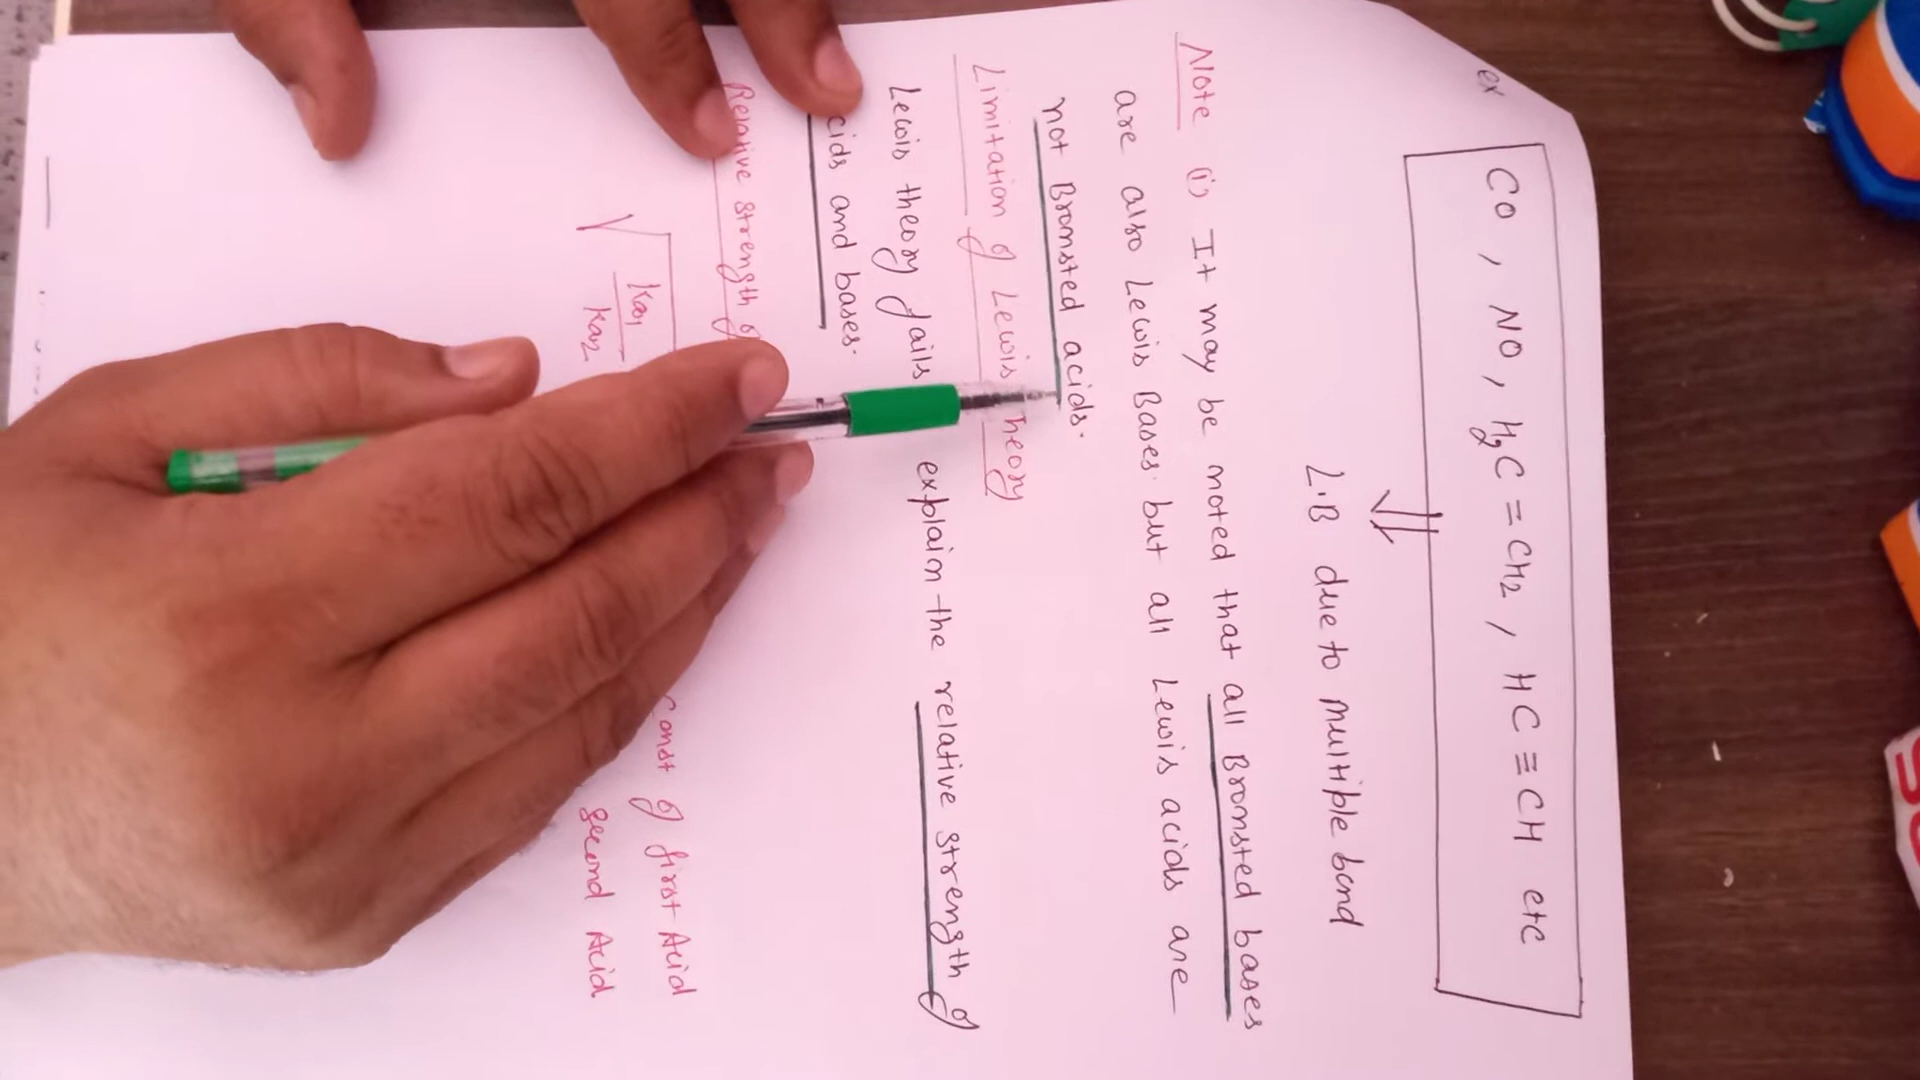 ex
CO, NO, H2C=CH2, HC≡CH etc
L.B due to multiple bond
Note (i) It may be noted that all Bronsted bases
are also Lewis Bases but all Lewis acids are
not Bronsted acids.
Limitation of Lewis Theory
Lewis theory fails explain the relative strength of
cids and bases.
Relative strength of
√ Ka1 const of first Acid
Ka2 second Acid